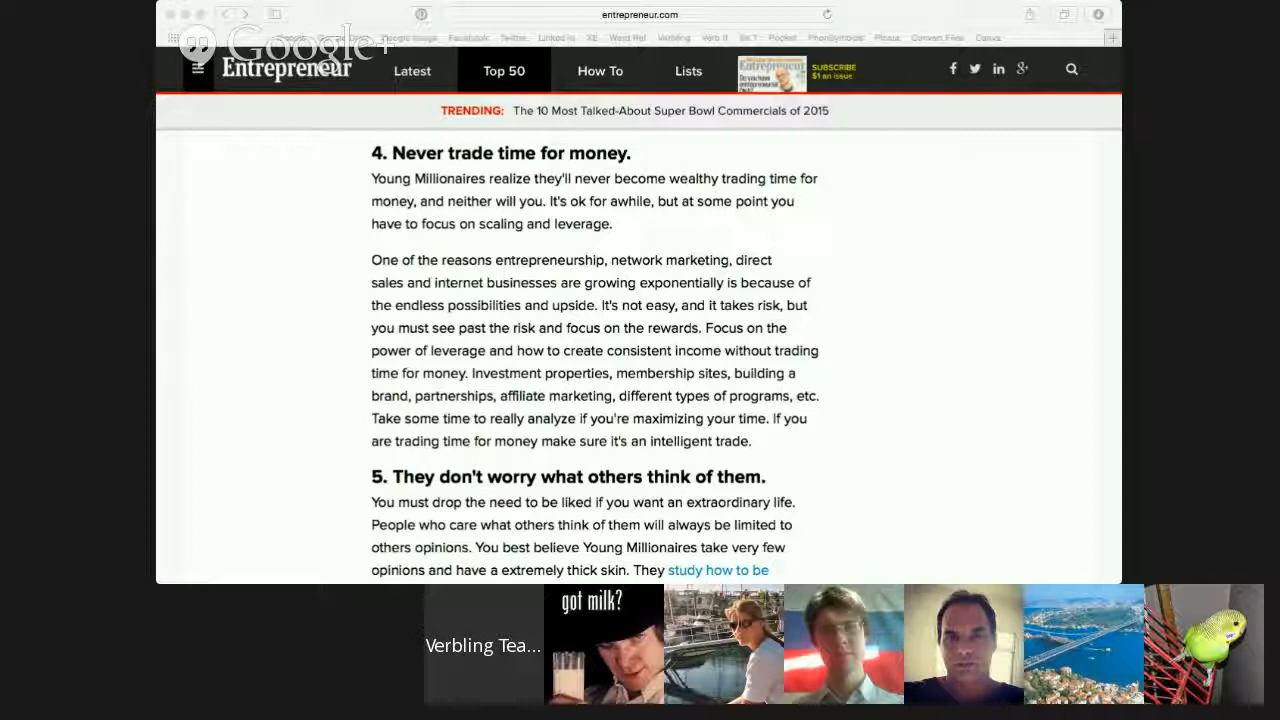 entrepreneur.com
Google+
Entrepreneur
Latest
Top 50
How To
Lists
Entrepreneur
SUBSCRIBE
$1 an issue
TRENDING: The 10 Most Talked-About Super Bowl Commercials of 2015
4. Never trade time for money.
Young Millionaires realize they'll never become wealthy trading time for
money, and neither will you. It's ok for awhile, but at some point you
have to focus on scaling and leverage.
One of the reasons entrepreneurship, network marketing, direct
sales and internet businesses are growing exponentially is because of
the endless possibilities and upside. It's not easy, and it takes risk, but
you must see past the risk and focus on the rewards. Focus on the
power of leverage and how to create consistent income without trading
time for money. Investment properties, membership sites, building a
brand, partnerships, affiliate marketing, different types of programs, etc.
Take some time to really analyze if you're maximizing your time. If you
are trading time for money make sure it's an intelligent trade.
5. They don't worry what others think of them.
You must drop the need to be liked if you want an extraordinary life.
People who care what others think of them will always be limited to
others opinions. You best believe Young Millionaires take very few
opinions and have a extremely thick skin. They study how to be
Verbling Tea...
got milk?